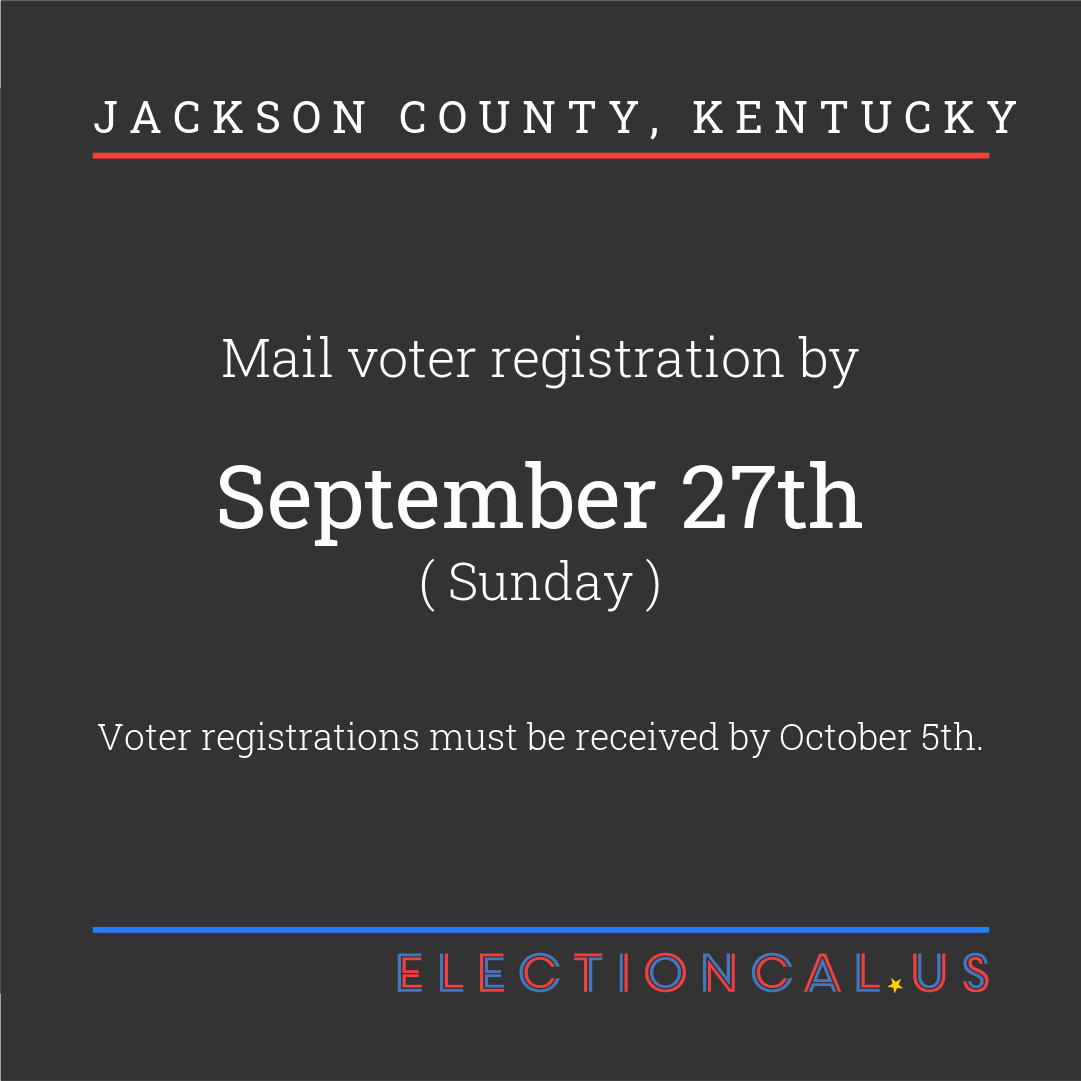 JACKSON COUNTY, KENTUCKY
Mail voter registration by
September 27th
( Sunday )
Voter registrations must be received by October 5th.
ELECTIONCAL.US